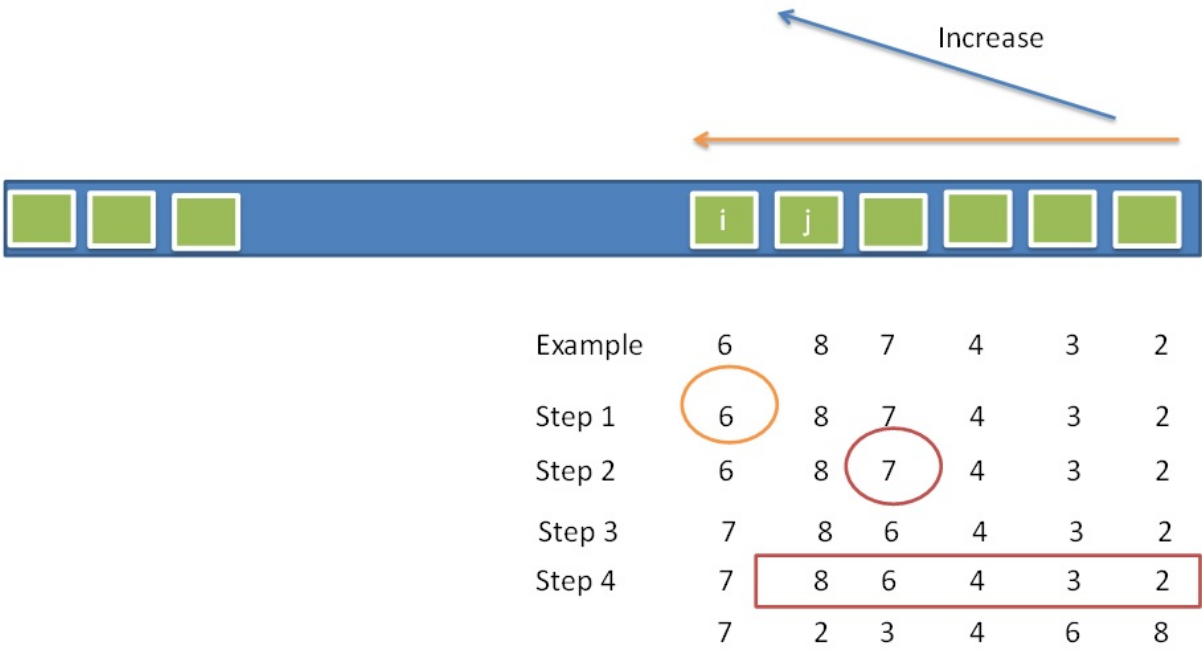 Increase
i j
Example 6 8 7 4 3 2
Step 1 6 8 7 4 3 2
Step 2 6 8 7 4 3 2
Step 3 7 8 6 4 3 2
Step 4 7 8 6 4 3 2
7 2 3 4 6 8